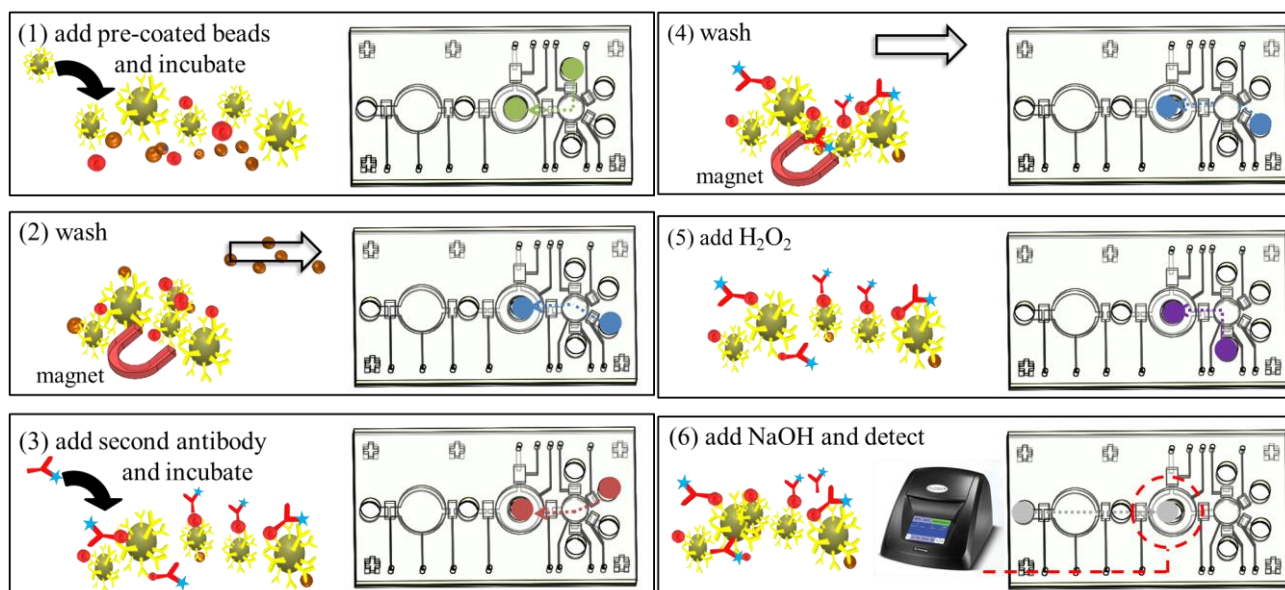 (1) add pre-coated beads
and incubate
(2) wash
magnet
(3) add second antibody
and incubate
(4) wash
magnet
(5) add H₂O₂
(6) add NaOH and detect